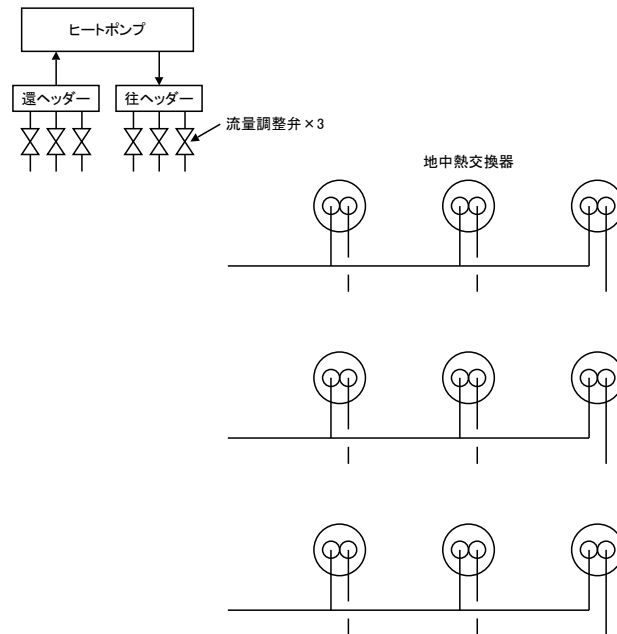 ヒートポンプ
還ヘッダー
往ヘッダー
流量調整弁×3
地中熱交換器